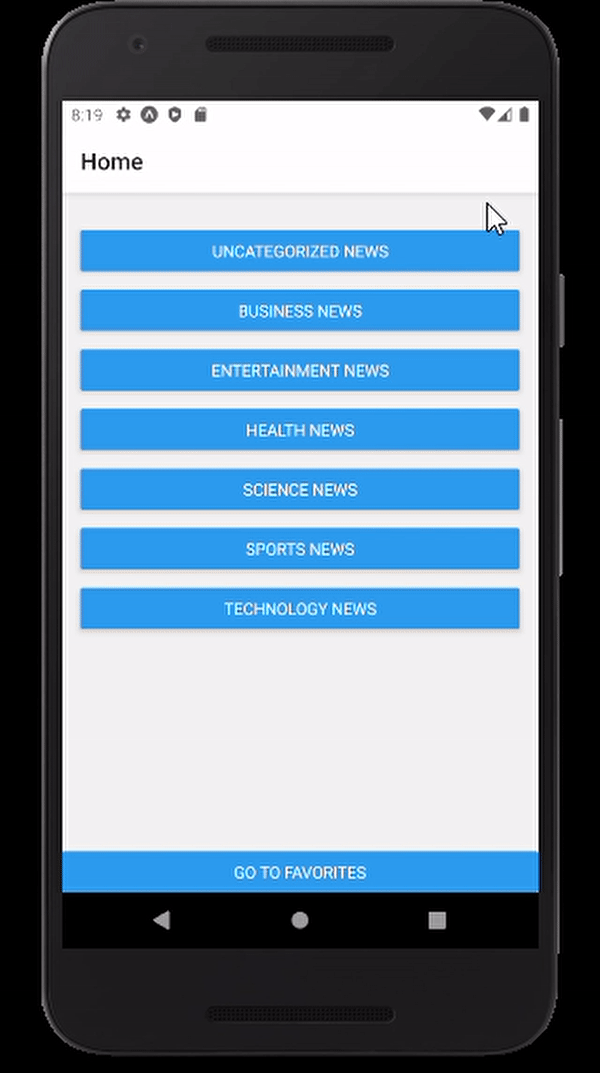 8:19
Home
UNCATEGORIZED NEWS
BUSINESS NEWS
ENTERTAINMENT NEWS
HEALTH NEWS
SCIENCE NEWS
SPORTS NEWS
TECHNOLOGY NEWS
GO TO FAVORITES